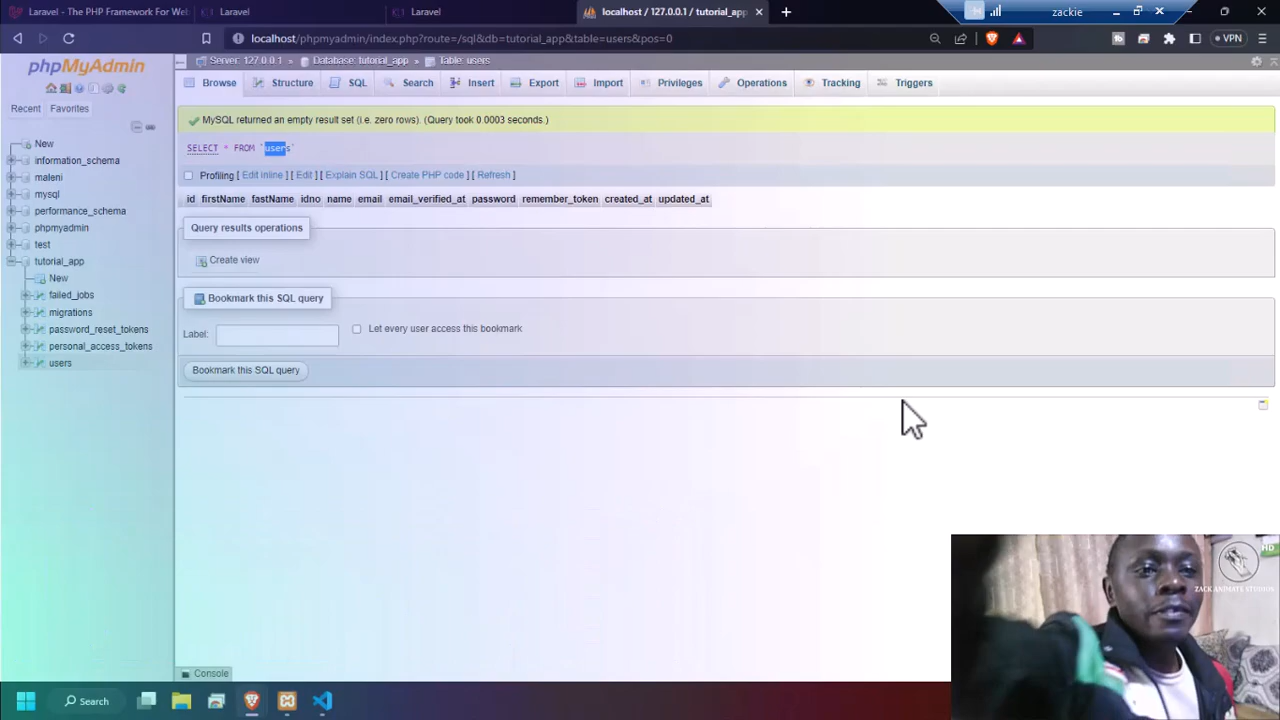 Laravel - The PHP Framework For Web
Laravel
Laravel
localhost / 127.0.0.1 / tutorial_app
zackie
localhost/phpmyadmin/index.php?route=/sql&db=tutorial_app&table=users&pos=0
VPN
phpMyAdmin
Recent
Favorites
New
information_schema
maleni
mysql
performance_schema
phpmyadmin
test
tutorial_app
New
failed_jobs
migrations
password_reset_tokens
personal_access_tokens
users
Server: 127.0.0.1 » Database: tutorial_app » Table: users
Browse Structure SQL Search Insert Export Import Privileges Operations Tracking Triggers
MySQL returned an empty result set (i.e. zero rows). (Query took 0.0003 seconds.)
SELECT * FROM `users`
Profiling [ Edit inline ] [ Edit ] [ Explain SQL ] [ Create PHP code ] [ Refresh ]
id firstName fastName idno name email email_verified_at password remember_token created_at updated_at
Query results operations
Create view
Bookmark this SQL query
Label:
Let every user access this bookmark
Bookmark this SQL query
Console
HD
ZACK ANIMATE STUDIOS
Search